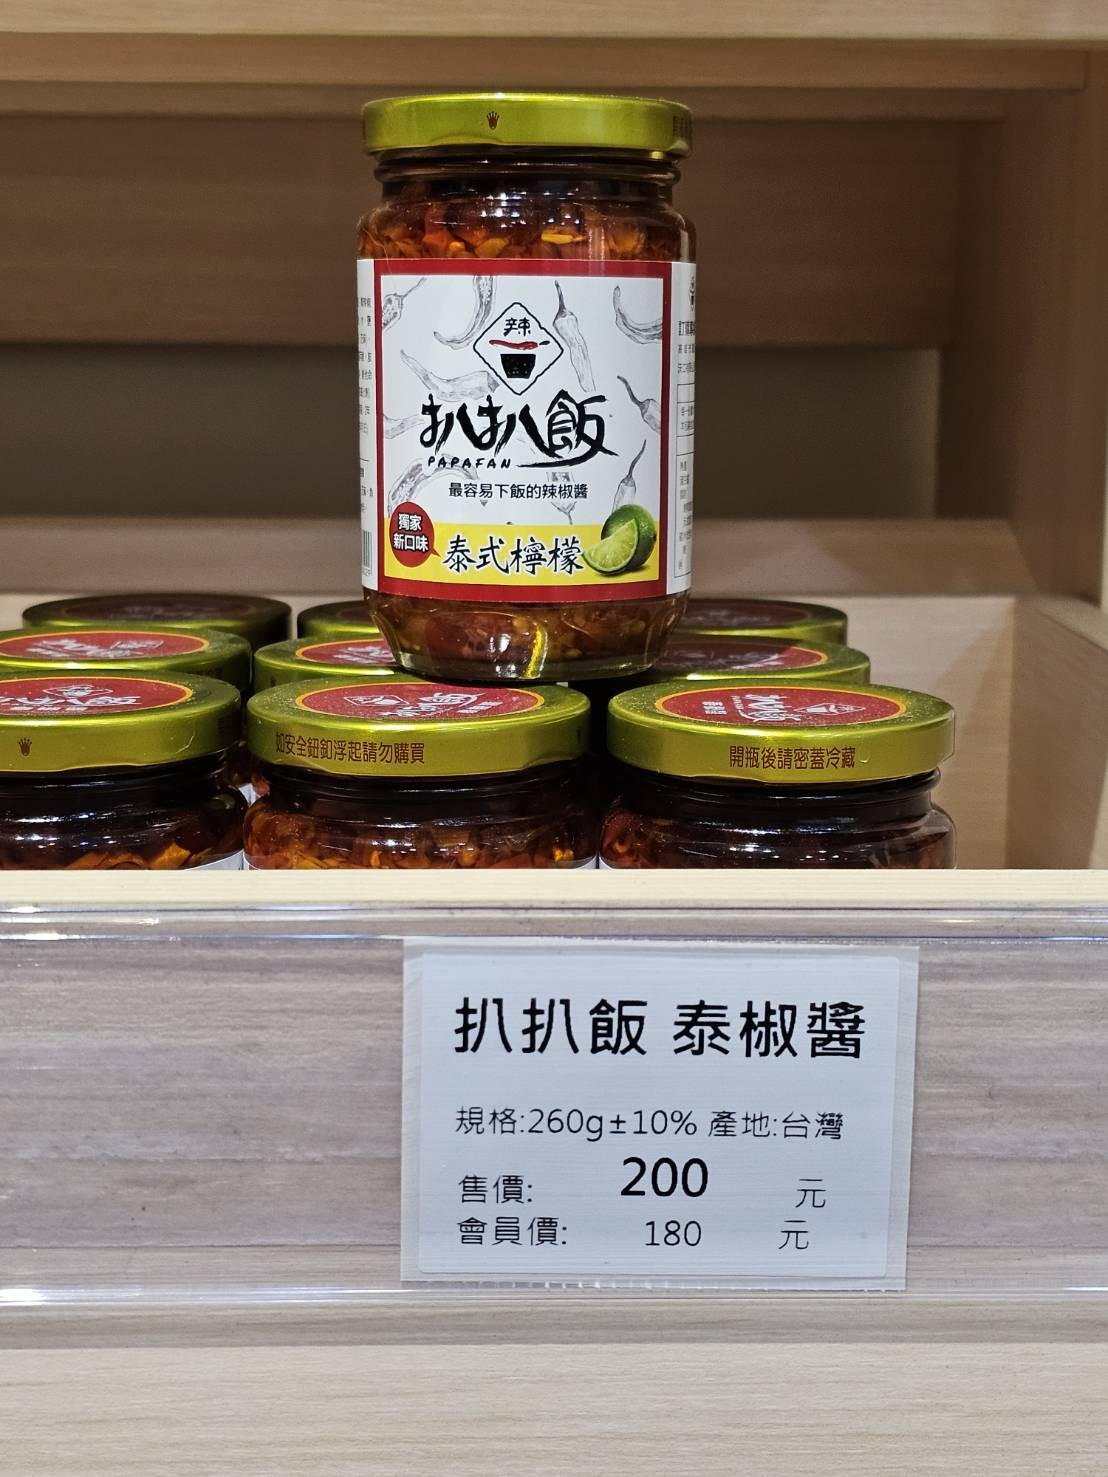 辣
扒扒飯
PAPAFAN
最容易下飯的辣椒醬
獨家
新口味
泰式檸檬
如安全鈕釦浮起請勿購買
開瓶後請密蓋冷藏
扒扒飯 泰椒醬
規格:260g±10% 產地:台灣
售價: 200 元
會員價: 180 元